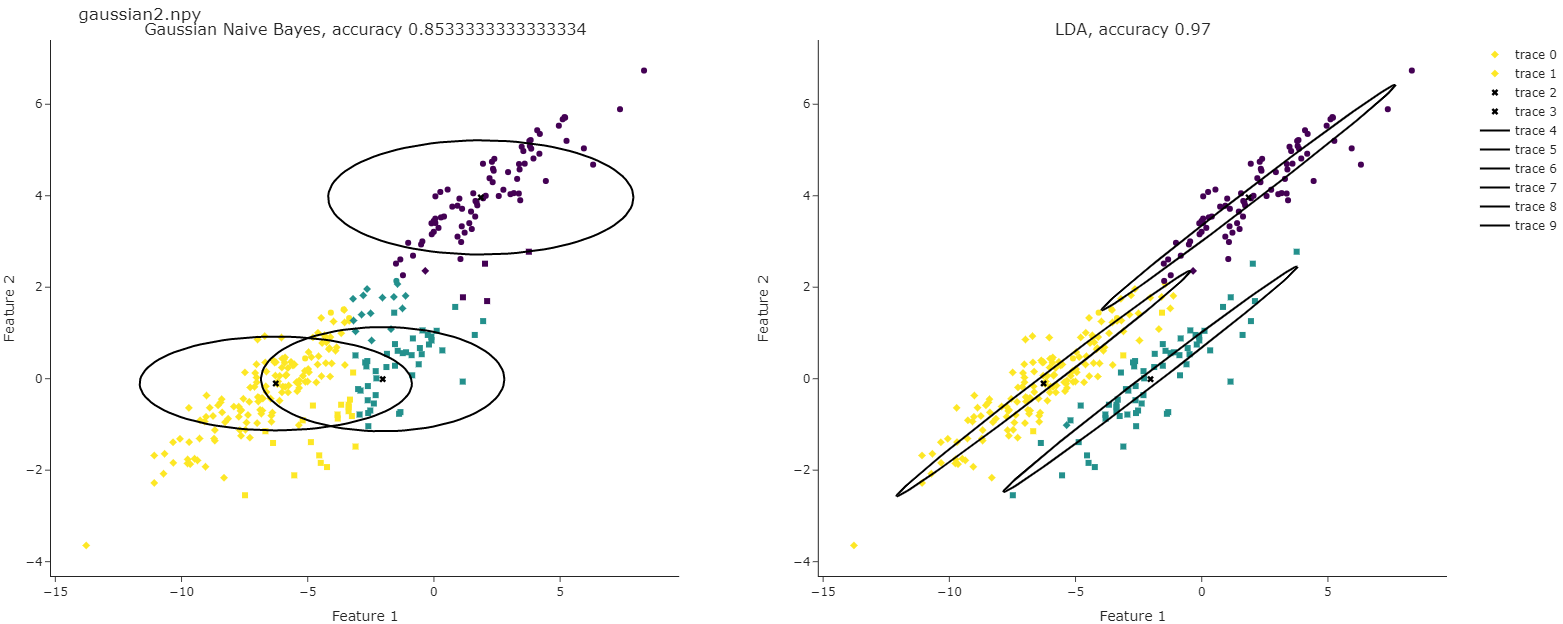 gaussian2.npy
Gaussian Naive Bayes, accuracy 0.8533333333333334
6
4
2
0
−2
−4
−15
−10
−5
0
5
Feature 1
Feature 2
LDA, accuracy 0.97
6
4
2
0
−2
−4
−15
−10
−5
0
5
Feature 1
Feature 2
trace 0
trace 1
trace 2
trace 3
trace 4
trace 5
trace 6
trace 7
trace 8
trace 9